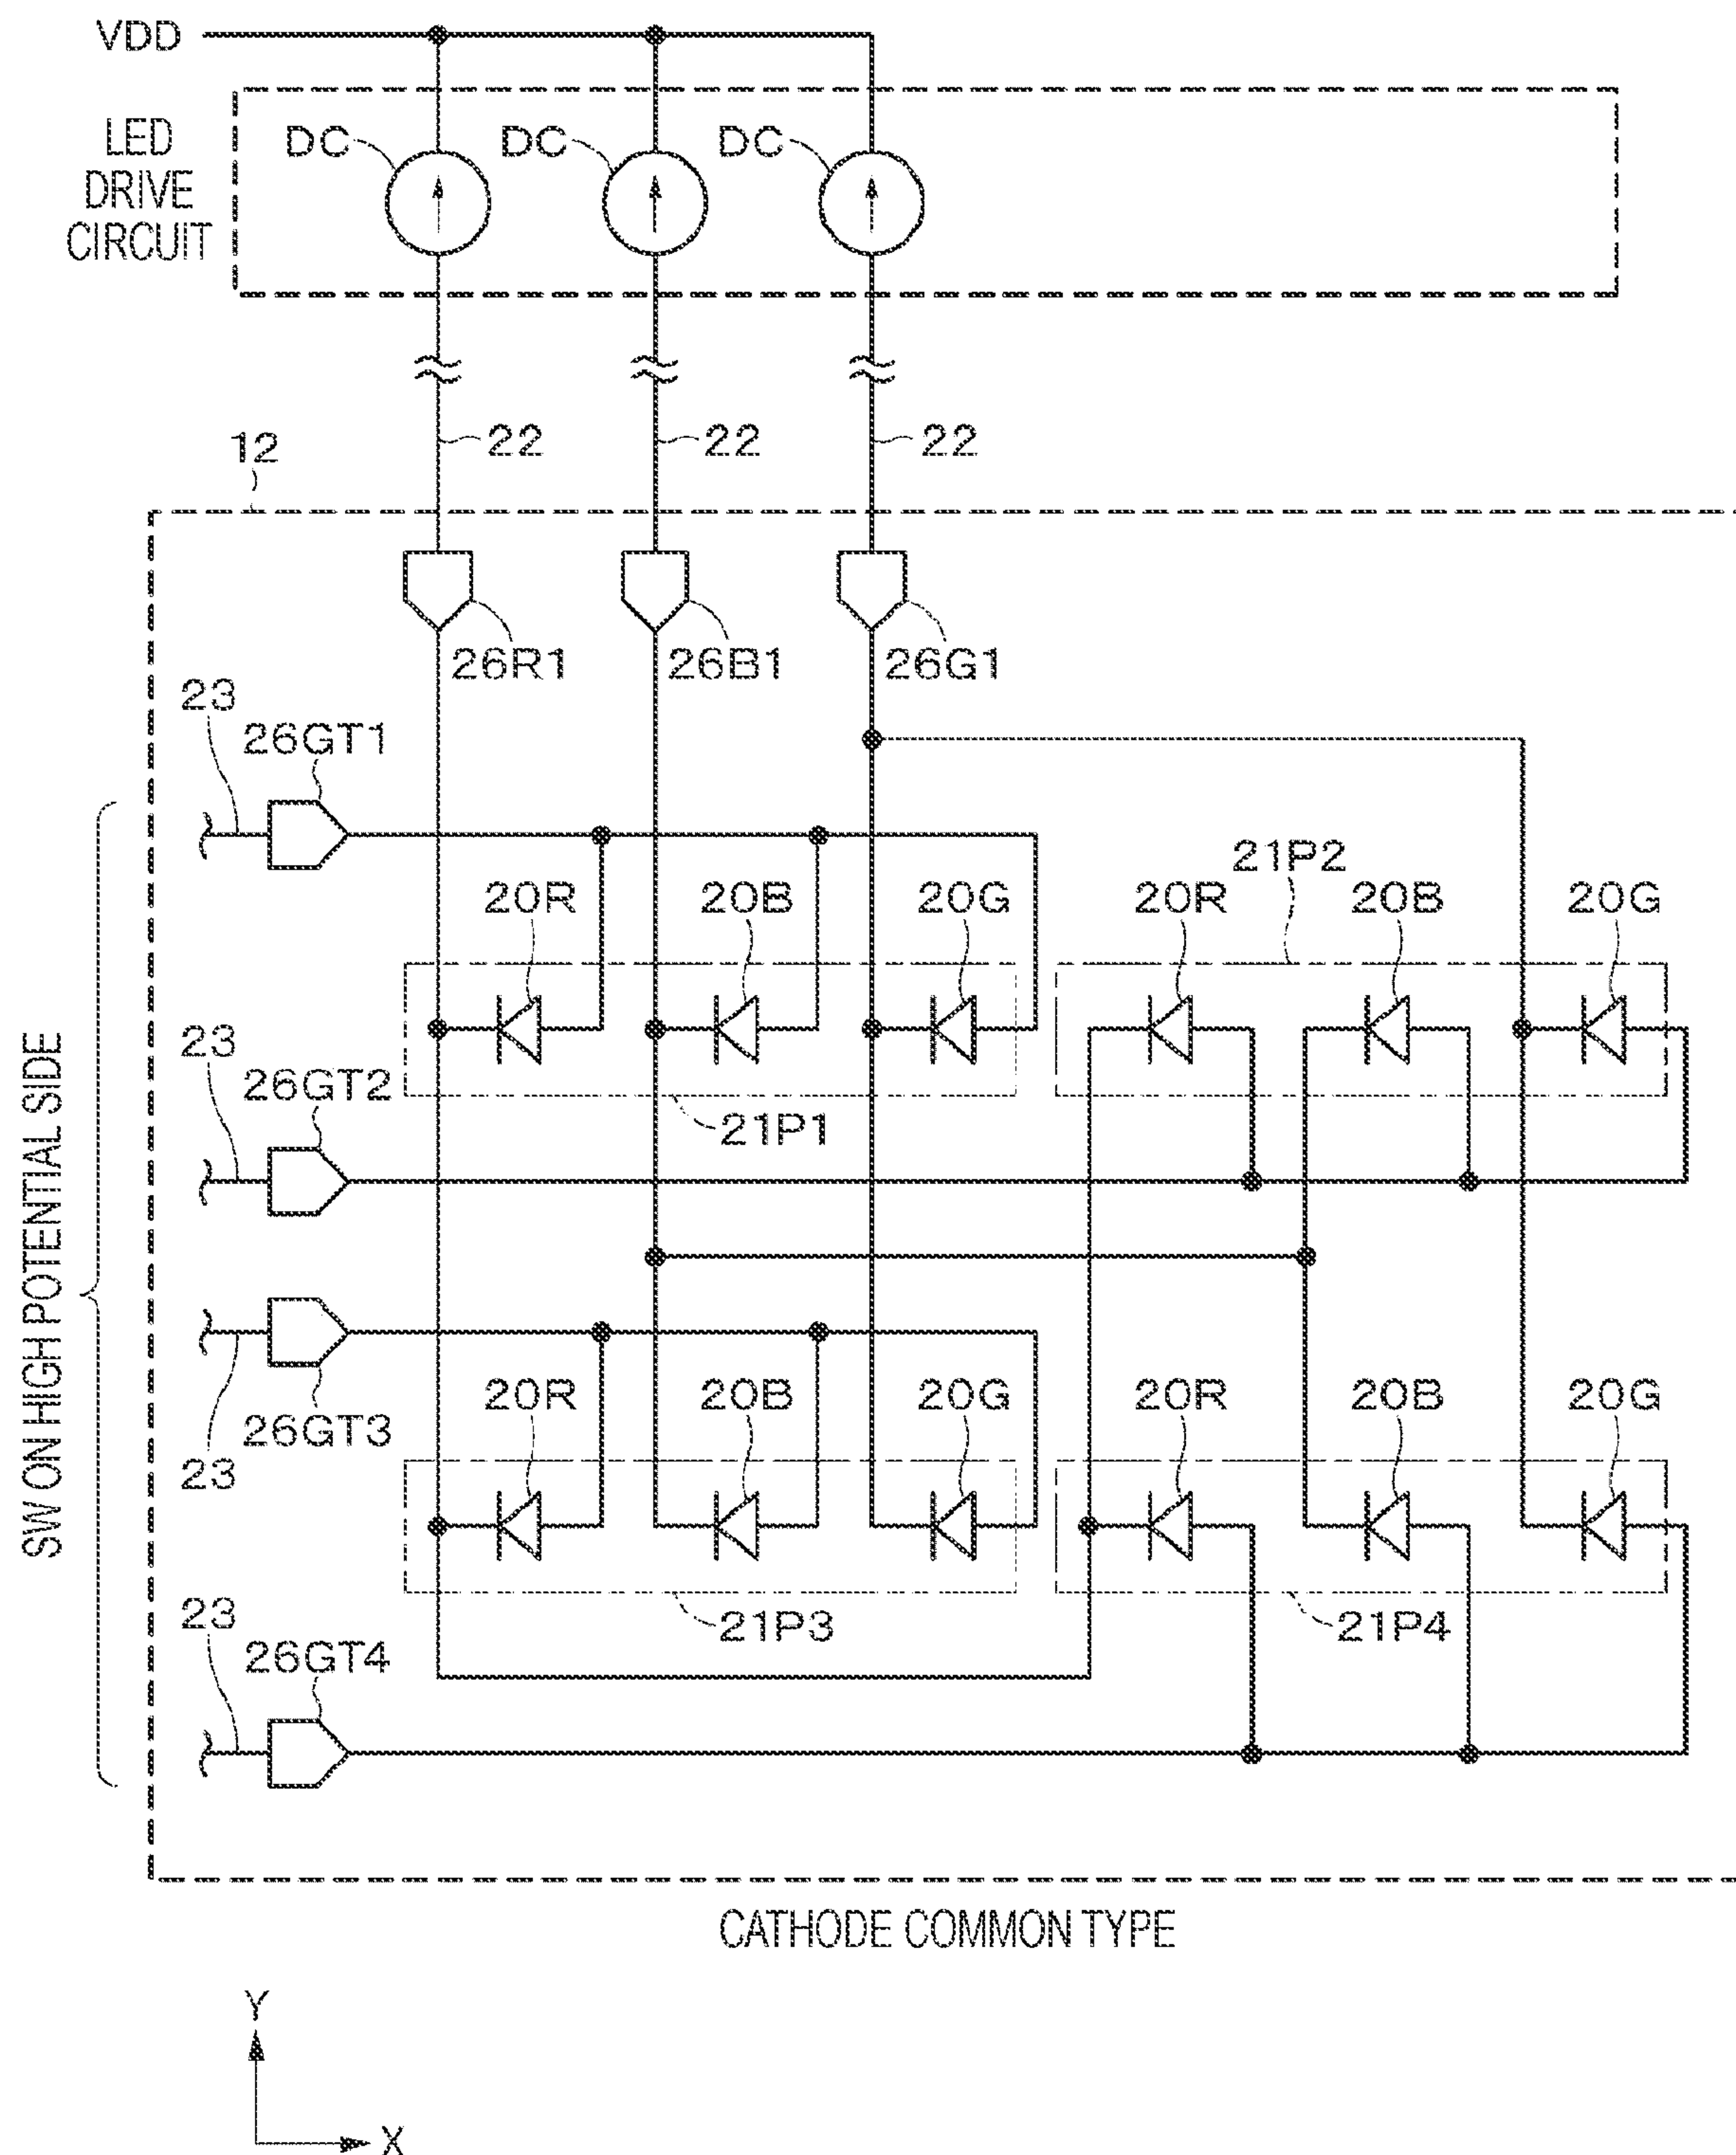 VDD
LED
DRIVE
CIRCUIT
DC
DC
DC
12
22
22
22
26R1
26B1
26G1
23
26GT1
21P2
20R
20B
20G
20R
20B
20G
23
26GT2
21P1
SW ON HIGH POTENTIAL SIDE
26GT3
23
20R
20B
20G
20R
20B
20G
21P3
21P4
23
26GT4
CATHODE COMMON TYPE
Y
X